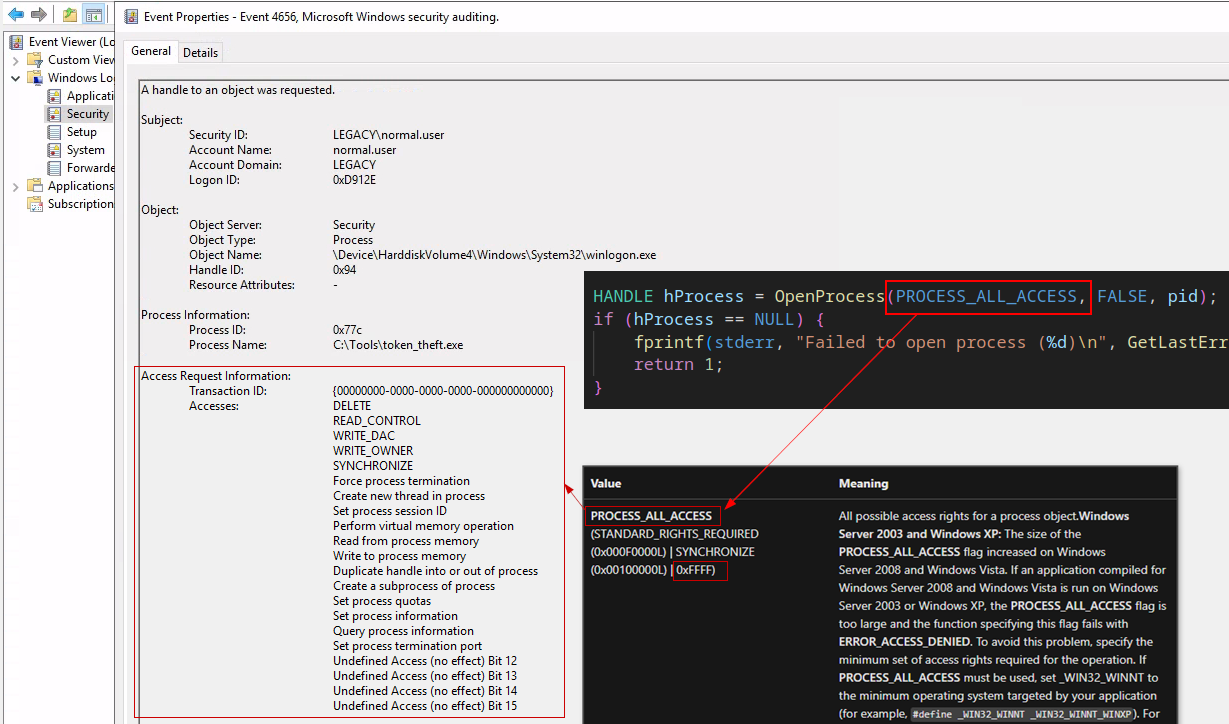 Event Properties - Event 4656, Microsoft Windows security auditing.
Event Viewer (Lo
Custom View
Windows Lo
Applicati
Security
Setup
System
Forwarde
Applications
Subscription
General
Details
A handle to an object was requested.
Subject:
Security ID: LEGACY\normal.user
Account Name: normal.user
Account Domain: LEGACY
Logon ID: 0xD912E
Object:
Object Server: Security
Object Type: Process
Object Name: \Device\HarddiskVolume4\Windows\System32\winlogon.exe
Handle ID: 0x94
Resource Attributes: -
Process Information:
Process ID: 0x77c
Process Name: C:\Tools\token_theft.exe
Access Request Information:
Transaction ID: {00000000-0000-0000-0000-000000000000}
Accesses: DELETE
READ_CONTROL
WRITE_DAC
WRITE_OWNER
SYNCHRONIZE
Force process termination
Create new thread in process
Set process session ID
Perform virtual memory operation
Read from process memory
Write to process memory
Duplicate handle into or out of process
Create a subprocess of process
Set process quotas
Set process information
Query process information
Set process termination port
Undefined Access (no effect) Bit 12
Undefined Access (no effect) Bit 13
Undefined Access (no effect) Bit 14
Undefined Access (no effect) Bit 15
HANDLE hProcess = OpenProcess(PROCESS_ALL_ACCESS, FALSE, pid);
if (hProcess == NULL) {
fprintf(stderr, "Failed to open process (%d)\n", GetLastErr
return 1;
}
Value
Meaning
PROCESS_ALL_ACCESS
(STANDARD_RIGHTS_REQUIRED
(0x000F0000L) | SYNCHRONIZE
(0x00100000L) | 0xFFFF)
All possible access rights for a process object.Windows
Server 2003 and Windows XP: The size of the
PROCESS_ALL_ACCESS flag increased on Windows
Server 2008 and Windows Vista. If an application compiled for
Windows Server 2008 and Windows Vista is run on Windows
Server 2003 or Windows XP, the PROCESS_ALL_ACCESS flag is
too large and the function specifying this flag fails with
ERROR_ACCESS_DENIED. To avoid this problem, specify the
minimum set of access rights required for the operation. If
PROCESS_ALL_ACCESS must be used, set _WIN32_WINNT to
the minimum operating system targeted by your application
(for example, #define _WIN32_WINNT _WIN32_WINNT_WINXP). For